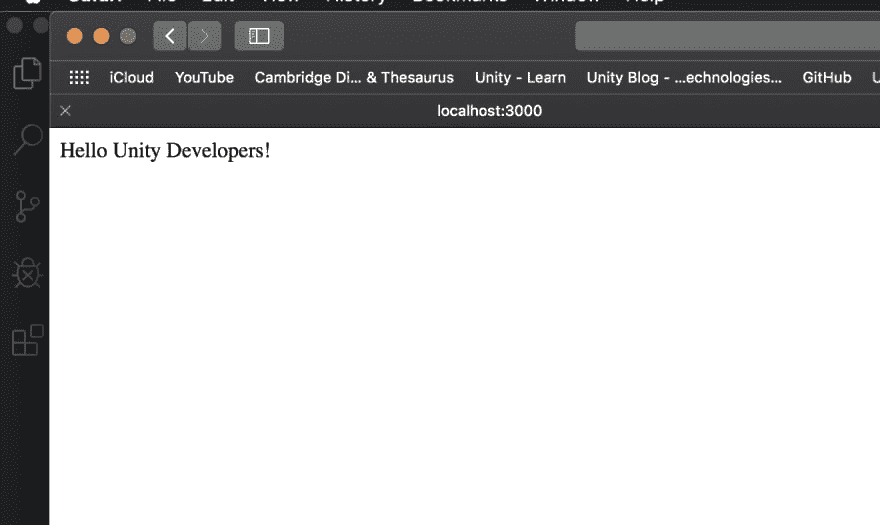 iCloud YouTube Cambridge Di... & Thesaurus Unity - Learn Unity Blog - ...echnologies... GitHub
localhost:3000
Hello Unity Developers!